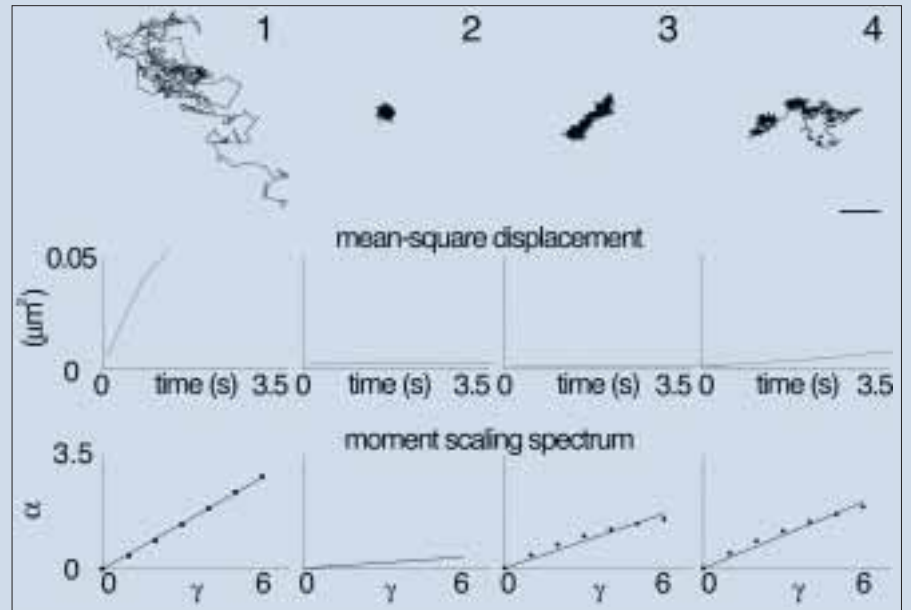 1 2 3 4
mean-square displacement
0.05
(μm²)
0
0 time (s) 3.5 0 time (s) 3.5 0 time (s) 3.5 0 time (s) 3.5
moment scaling spectrum
3.5
α
0
0 γ 6 0 γ 6 0 γ 6 0 γ 6